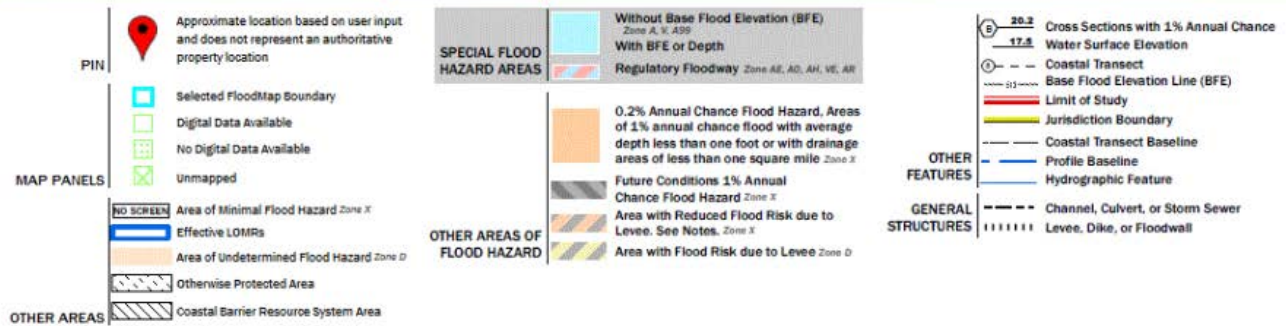 Approximate location based on user input
and does not represent an authoritative
property location
PIN
Selected FloodMap Boundary
Digital Data Available
No Digital Data Available
Unmapped
MAP PANELS
NO SCREEN Area of Minimal Flood Hazard Zone X
Effective LOMRs
Area of Undetermined Flood Hazard Zone D
Otherwise Protected Area
Coastal Barrier Resource System Area
OTHER AREAS
Without Base Flood Elevation (BFE)
Zone A, V, A99
With BFE or Depth
Regulatory Floodway Zone AE, AO, AH, VE, AR
SPECIAL FLOOD
HAZARD AREAS
0.2% Annual Chance Flood Hazard, Areas
of 1% annual chance flood with average
depth less than one foot or with drainage
areas of less than one square mile Zone X
Future Conditions 1% Annual
Chance Flood Hazard Zone X
Area with Reduced Flood Risk due to
Levee. See Notes. Zone X
Area with Flood Risk due to Levee Zone D
OTHER AREAS OF
FLOOD HAZARD
B 20.2 Cross Sections with 1% Annual Chance
17.5 Water Surface Elevation
8 Coastal Transect
513 Base Flood Elevation Line (BFE)
Limit of Study
Jurisdiction Boundary
Coastal Transect Baseline
Profile Baseline
Hydrographic Feature
OTHER
FEATURES
Channel, Culvert, or Storm Sewer
Levee, Dike, or Floodwall
GENERAL
STRUCTURES